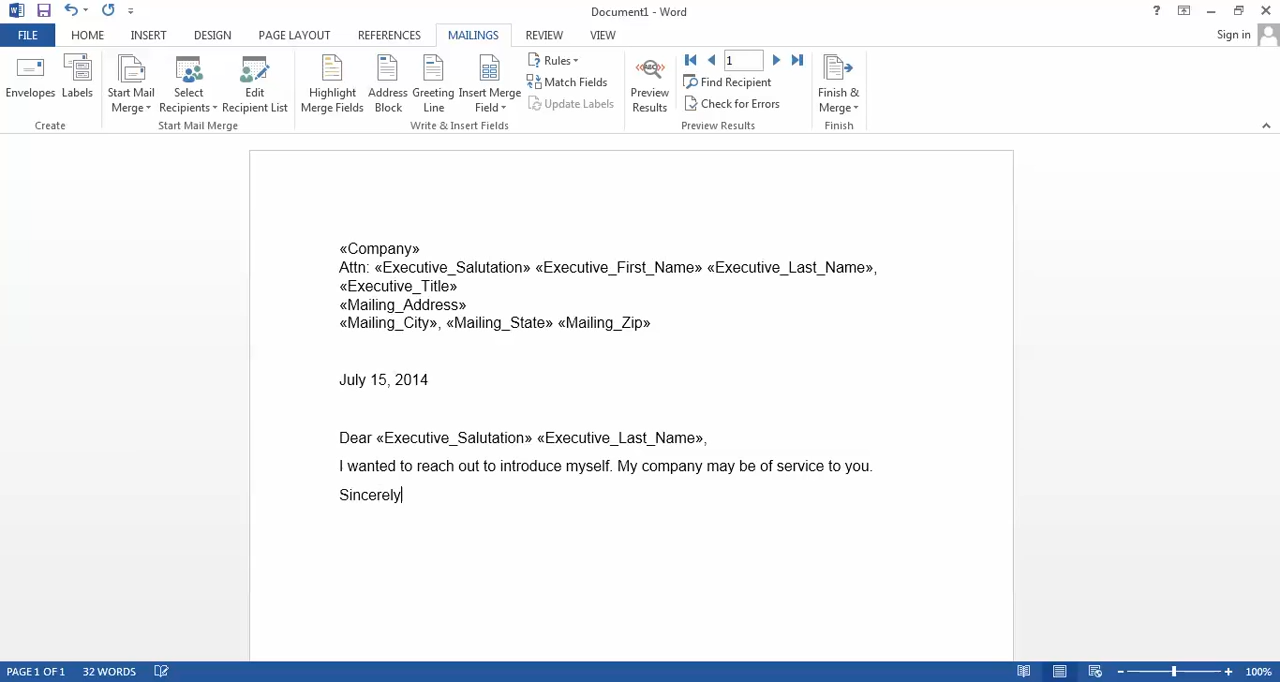 Document1 - Word
?
FILE HOME INSERT DESIGN PAGE LAYOUT REFERENCES MAILINGS REVIEW VIEW Sign in
Envelopes
Labels
Create
Start Mail
Merge
Select
Recipients
Edit
Recipient List
Start Mail Merge
Highlight
Merge Fields
Address
Block
Greeting
Line
Insert Merge
Field
Rules
Match Fields
Update Labels
Write & Insert Fields
ABC
Preview
Results
1
Find Recipient
Check for Errors
Preview Results
Finish &
Merge
Finish
«Company»
Attn: «Executive_Salutation» «Executive_First_Name» «Executive_Last_Name»,
«Executive_Title»
«Mailing_Address»
«Mailing_City», «Mailing_State» «Mailing_Zip»
July 15, 2014
Dear «Executive_Salutation» «Executive_Last_Name»,
I wanted to reach out to introduce myself. My company may be of service to you.
Sincerely
PAGE 1 OF 1 32 WORDS 100%